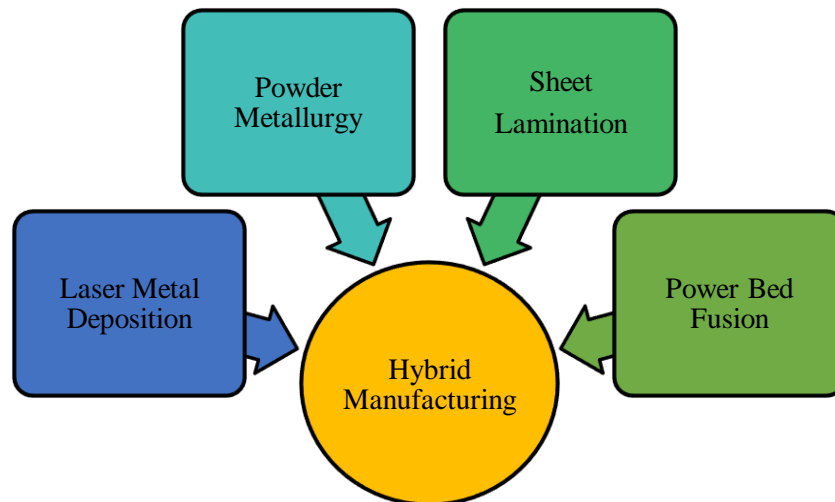 Powder
Metallurgy
Sheet
Lamination
Laser Metal
Deposition
Power Bed
Fusion
Hybrid
Manufacturing